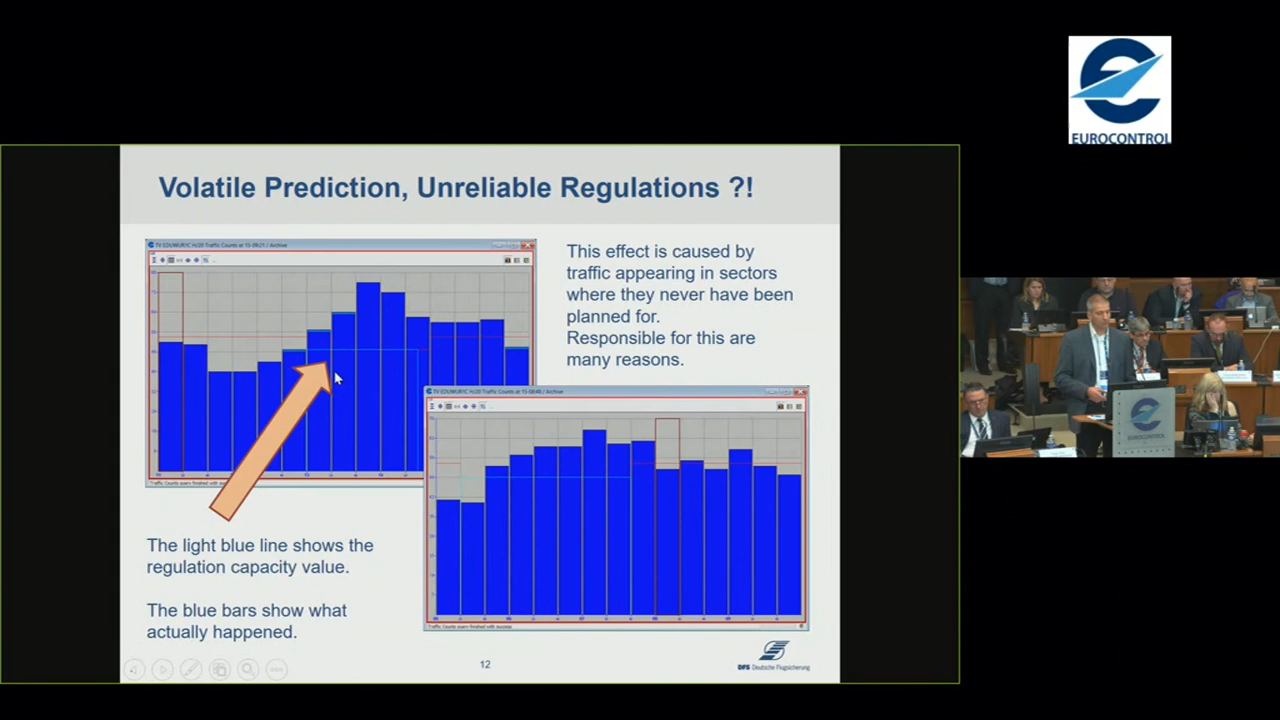 EUROCONTROL
Volatile Prediction, Unreliable Regulations ?!
This effect is caused by
traffic appearing in sectors
where they never have been
planned for.
Responsible for this are
many reasons.
The light blue line shows the
regulation capacity value.
The blue bars show what
actually happened.
12
DFS Deutsche Flugsicherung
EUROCONTROL